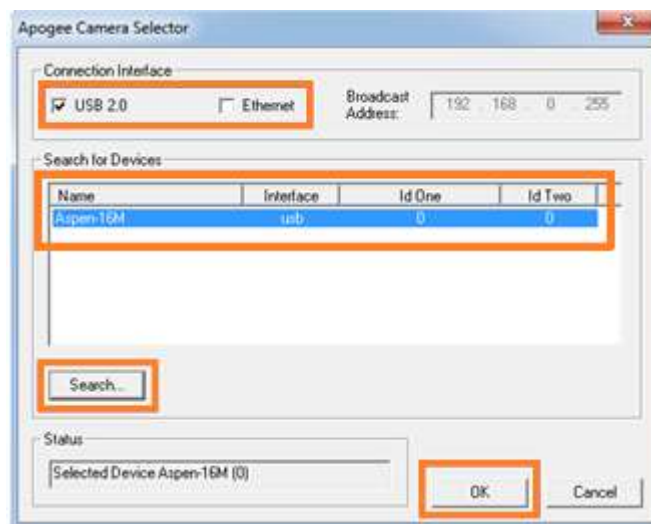 Apogee Camera Selector
Connection Interface
USB 2.0 Ethernet Broadcast Address: 192 . 168 . 0 . 255
Search for Devices
Name Interface Id One Id Two
Aspen-16M usb 0 0
Search...
Status
Selected Device Aspen-16M (0)
OK Cancel